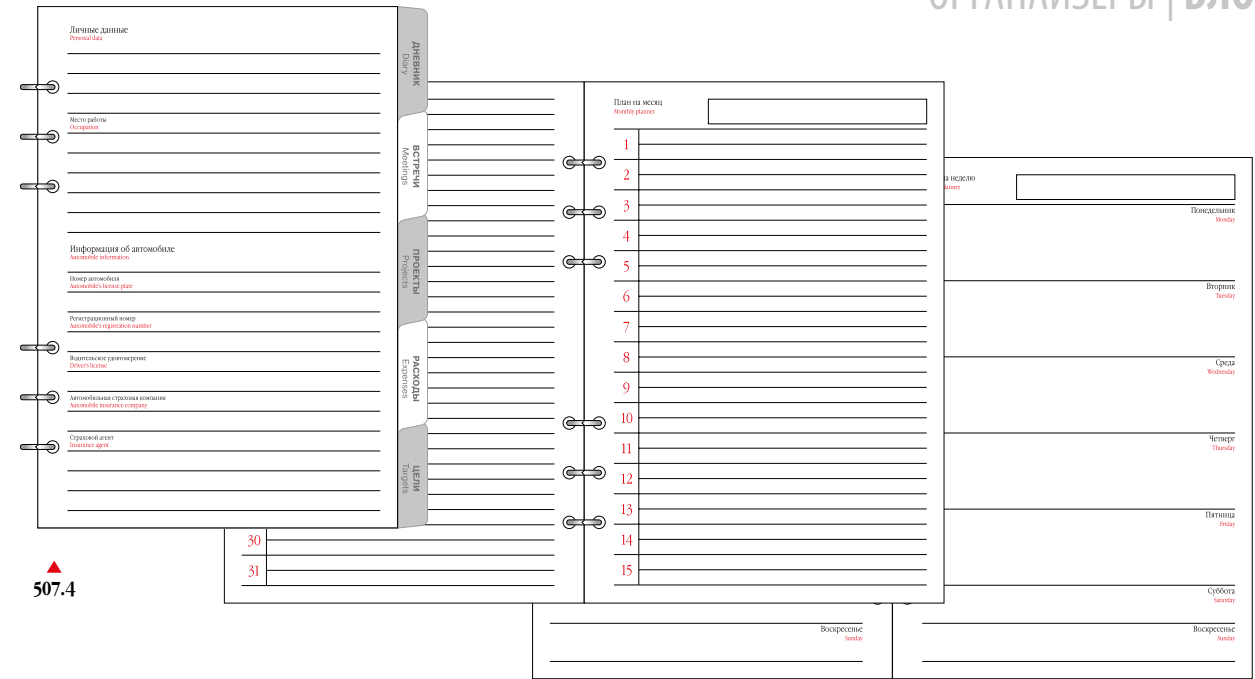 ОРГАНАЙЗЕРЫ
Личные данные
Personal data
Место работы
Occupation
Информация об автомобиле
Automobile information
Номер автомобиля
Automobile's license plate
Регистрационный номер
Automobile's registration number
Водительское удостоверение
Driver's license
Автомобильная страховая компания
Automobile insurance company
Страховой агент
Insurance agent
ДНЕВНИК
Diary
ВСТРЕЧИ
Meetings
ПРОЕКТЫ
Projects
РАСХОДЫ
Expenses
ЦЕЛИ
Targets
507.4
30
31
План на месяц
Monthly planner
1
2
3
4
5
6
7
8
9
10
11
12
13
14
15
на неделю
Понедельник
Monday
Вторник
Tuesday
Среда
Wednesday
Четверг
Thursday
Пятница
Friday
Суббота
Saturday
Воскресенье
Sunday
Воскресенье
Sunday